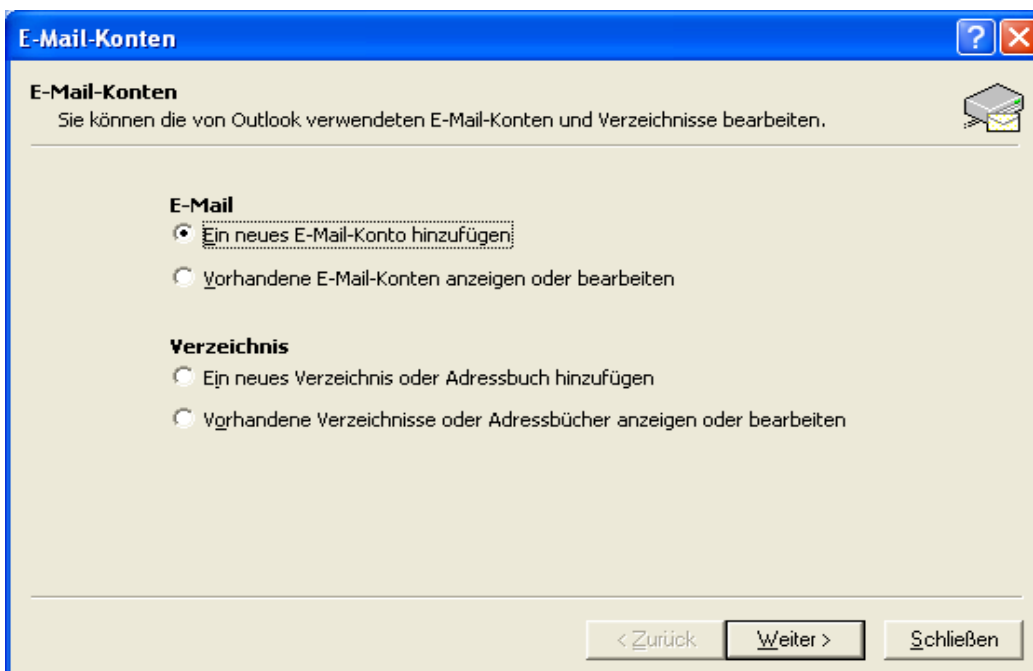 E-Mail-Konten
E-Mail-Konten
Sie können die von Outlook verwendeten E-Mail-Konten und Verzeichnisse bearbeiten.
E-Mail
Ein neues E-Mail-Konto hinzufügen
Vorhandene E-Mail-Konten anzeigen oder bearbeiten
Verzeichnis
Ein neues Verzeichnis oder Adressbuch hinzufügen
Vorhandene Verzeichnisse oder Adressbücher anzeigen oder bearbeiten
< Zurück Weiter > Schließen